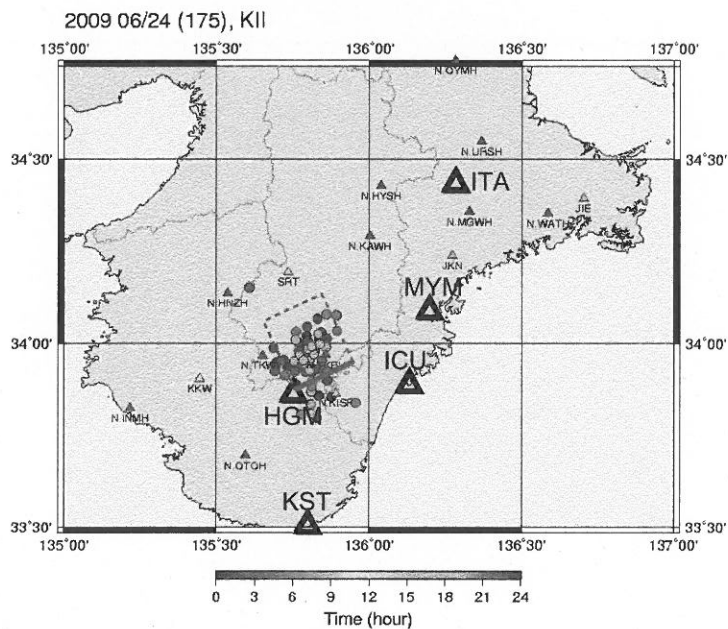 2009 06/24 (175), KII
135˚00' 135˚30' 136˚00' 136˚30' 137˚00'
N.OYMH
N.URSH
34˚30' 34˚30'
ITA
N.HYSH
JIE
N.MGWH
N.WATH
N.KAWH
JKN
SRT
MYM
N.HNZH
34˚00' 34˚00'
ICU
KKW
HGM
N.KISH
N.INMH
N.OTOH
KST
33˚30' 33˚30'
135˚00' 135˚30' 136˚00' 136˚30' 137˚00'
0 3 6 9 12 15 18 21 24
Time (hour)